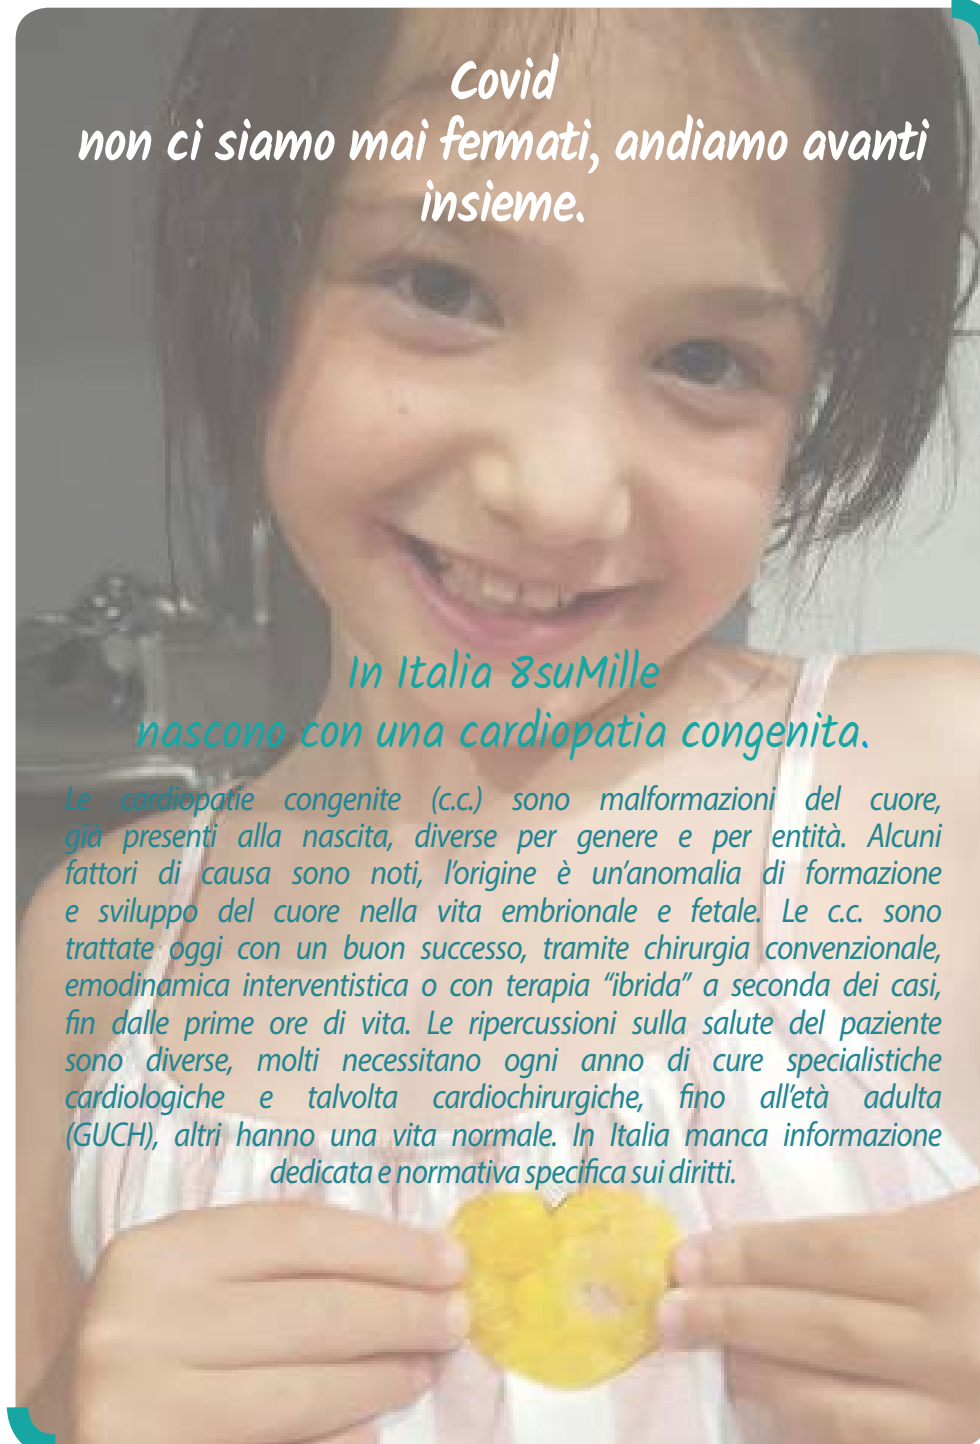 Covid
non ci siamo mai fermati, andiamo avanti
insieme.
In Italia 8suMille
nascono con una cardiopatia congenita.
Le cardiopatie congenite (c.c.) sono malformazioni del cuore,
già presenti alla nascita, diverse per genere e per entità. Alcuni
fattori di causa sono noti, l’origine è un’anomalia di formazione
e sviluppo del cuore nella vita embrionale e fetale. Le c.c. sono
trattate oggi con un buon successo, tramite chirurgia convenzionale,
emodinamica interventistica o con terapia “ibrida” a seconda dei casi,
fin dalle prime ore di vita. Le ripercussioni sulla salute del paziente
sono diverse, molti necessitano ogni anno di cure specialistiche
cardiologiche e talvolta cardiochirurgiche, fino all’età adulta
(GUCH), altri hanno una vita normale. In Italia manca informazione
dedicata e normativa specifica sui diritti.